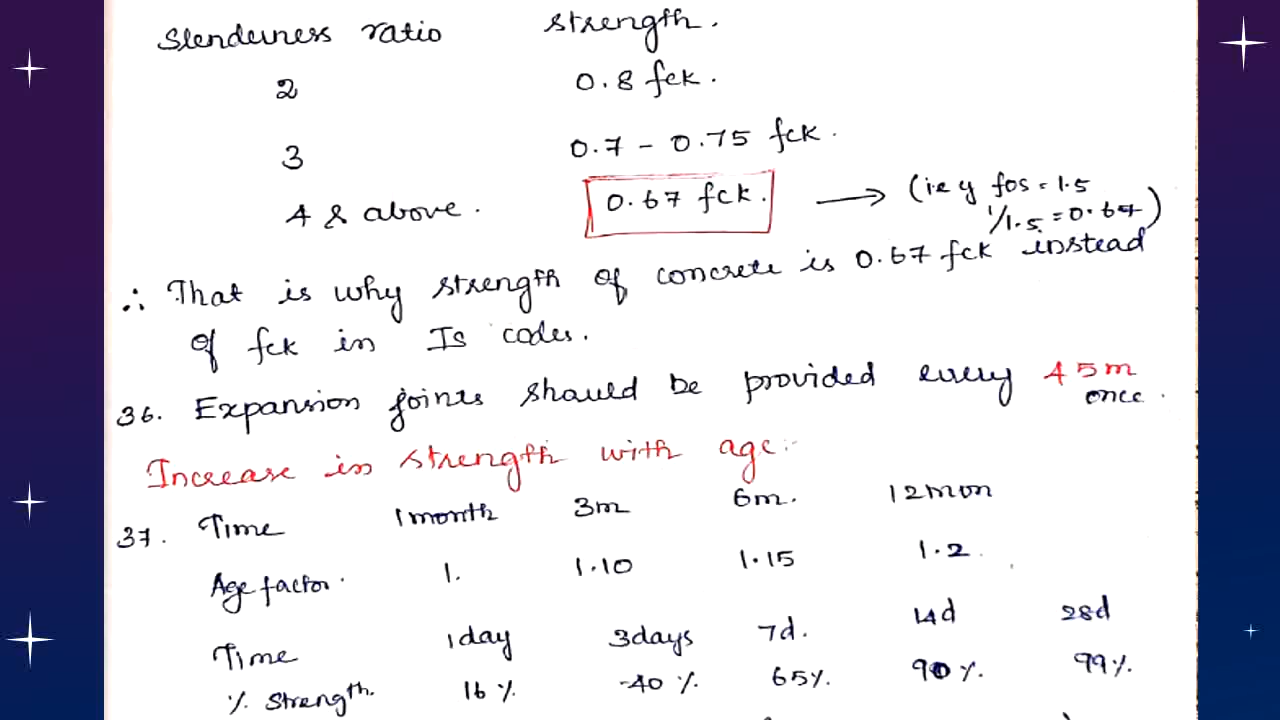 Slenderness ratio strength.
2 0.8 fck.
3 0.7 - 0.75 fck.
4 & above. 0.67 fck. → (i.e y fos = 1.5
1/1.5 = 0.67)
∴ That is why strength of concrete is 0.67 fck instead
of fck in Is codes.
36. Expansion joints should be provided every 45m
once.
Increase in strength with age:-
37. Time 1month 3m 6m. 12mon
Age factor. 1. 1.10 1.15 1.2
Time 1day 3days 7d. 14d 28d
% Strength. 16% 40% 65% 90%. 99%